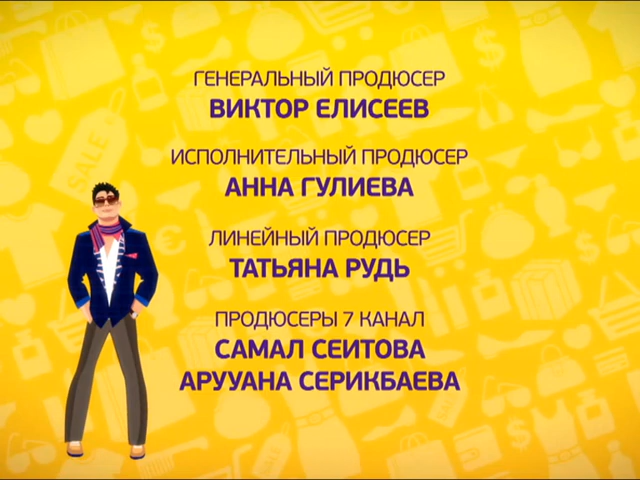 ГЕНЕРАЛЬНЫЙ ПРОДЮСЕР
ВИКТОР ЕЛИСЕЕВ
ИСПОЛНИТЕЛЬНЫЙ ПРОДЮСЕР
АННА ГУЛИЕВА
ЛИНЕЙНЫЙ ПРОДЮСЕР
ТАТЬЯНА РУДЬ
ПРОДЮСЕРЫ 7 КАНАЛ
САМАЛ СЕИТОВА
АРУУАНА СЕРИКБАЕВА
SALE